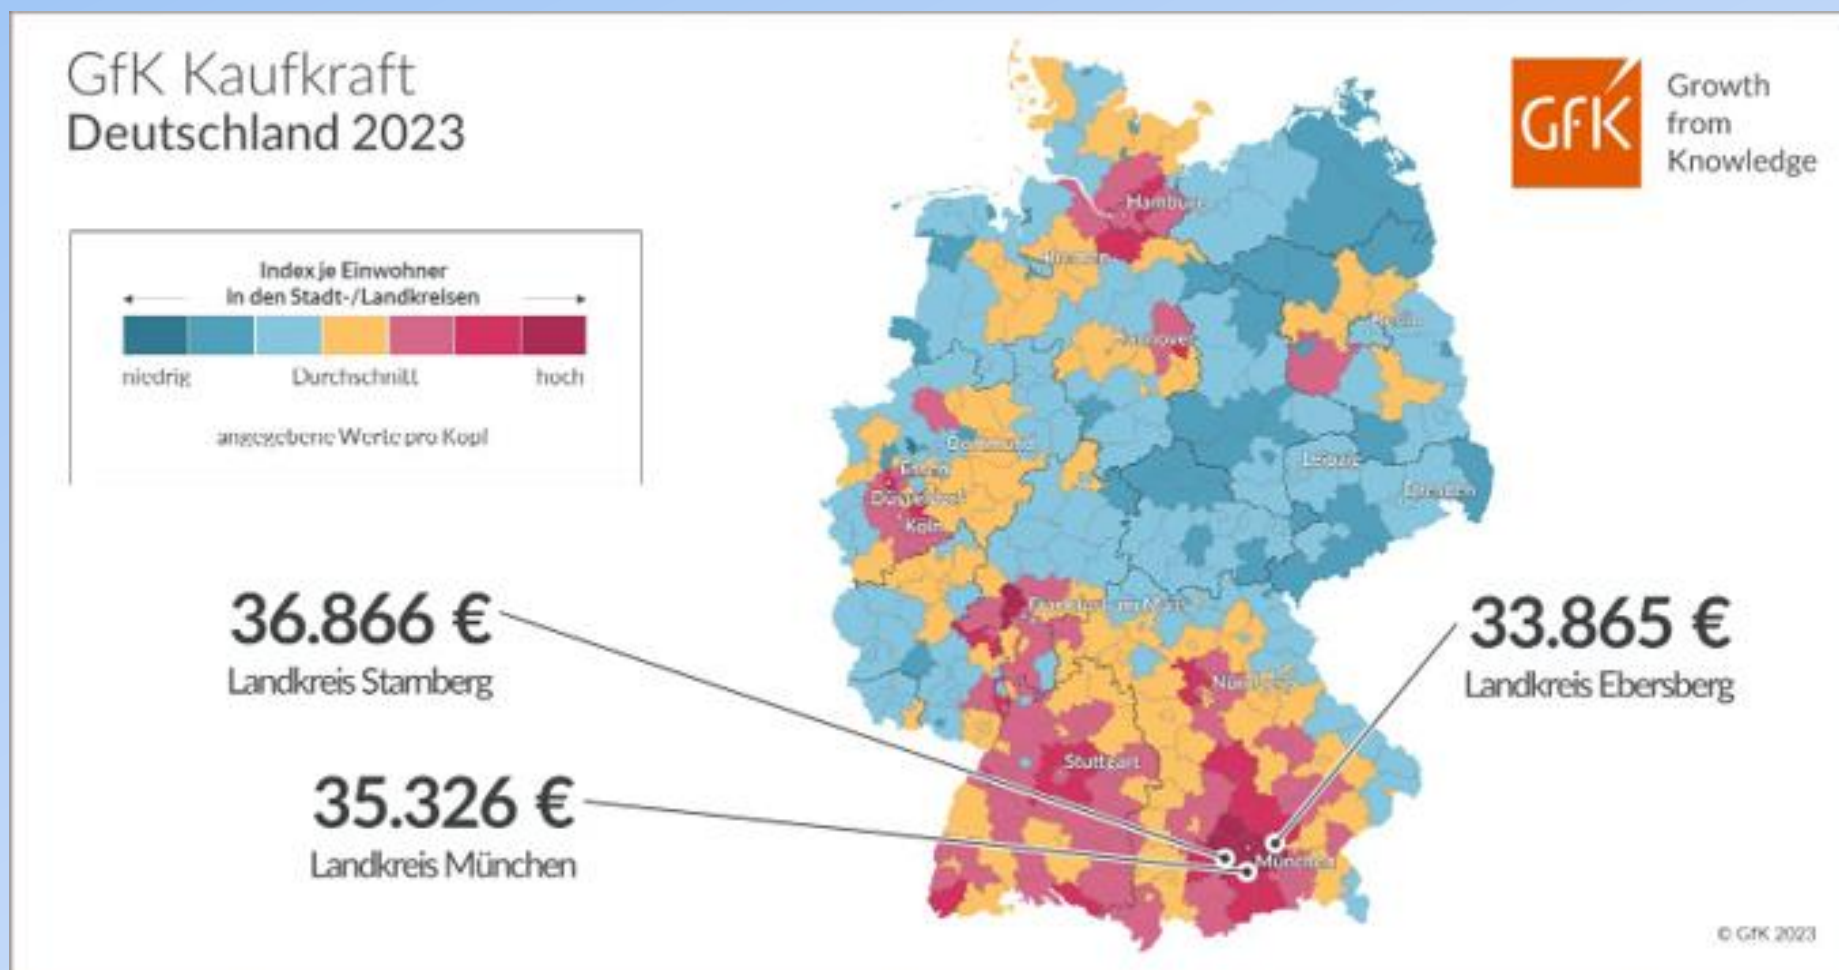 GfK Kaufkraft
Deutschland 2023
GfK
Growth
from
Knowledge
Index je Einwohner
in den Stadt-/Landkreisen
niedrig
Durchschnitt
hoch
angegebene Werte pro Kopf
Hamburg
Bremen
Hannover
Berlin
Dortmund
Essen
Düsseldorf
Köln
Leipzig
Dresden
Frankfurt am Main
Nürnberg
Stuttgart
München
36.866 €
Landkreis Starnberg
33.865 €
Landkreis Ebersberg
35.326 €
Landkreis München
© GfK 2023